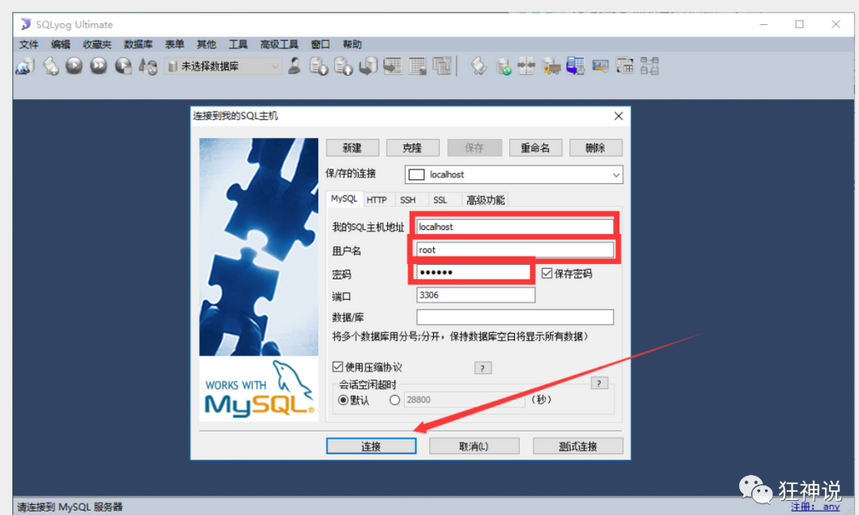 SQLyog Ultimate
文件 编辑 收藏夹 数据库 表单 其他 工具 高级工具 窗口 帮助
未选择数据库
连接到我的SQL主机
新建 克隆 保存 重命名 删除
保/存的连接 localhost
MySQL HTTP SSH SSL 高级功能
我的SQL主机地址 localhost
用户名 root
密码 ●●●●●● 保存密码
端口 3306
数据/库
将多个数据库用分号;分开，保持数据库空白将显示所有数据)
使用压缩协议 ?
会话空闲超时 ?
默认 28800 (秒)
WORKS WITH
MySQL®
连接 取消(L) 测试连接
请连接到 MySQL 服务器
狂神说
注册: any